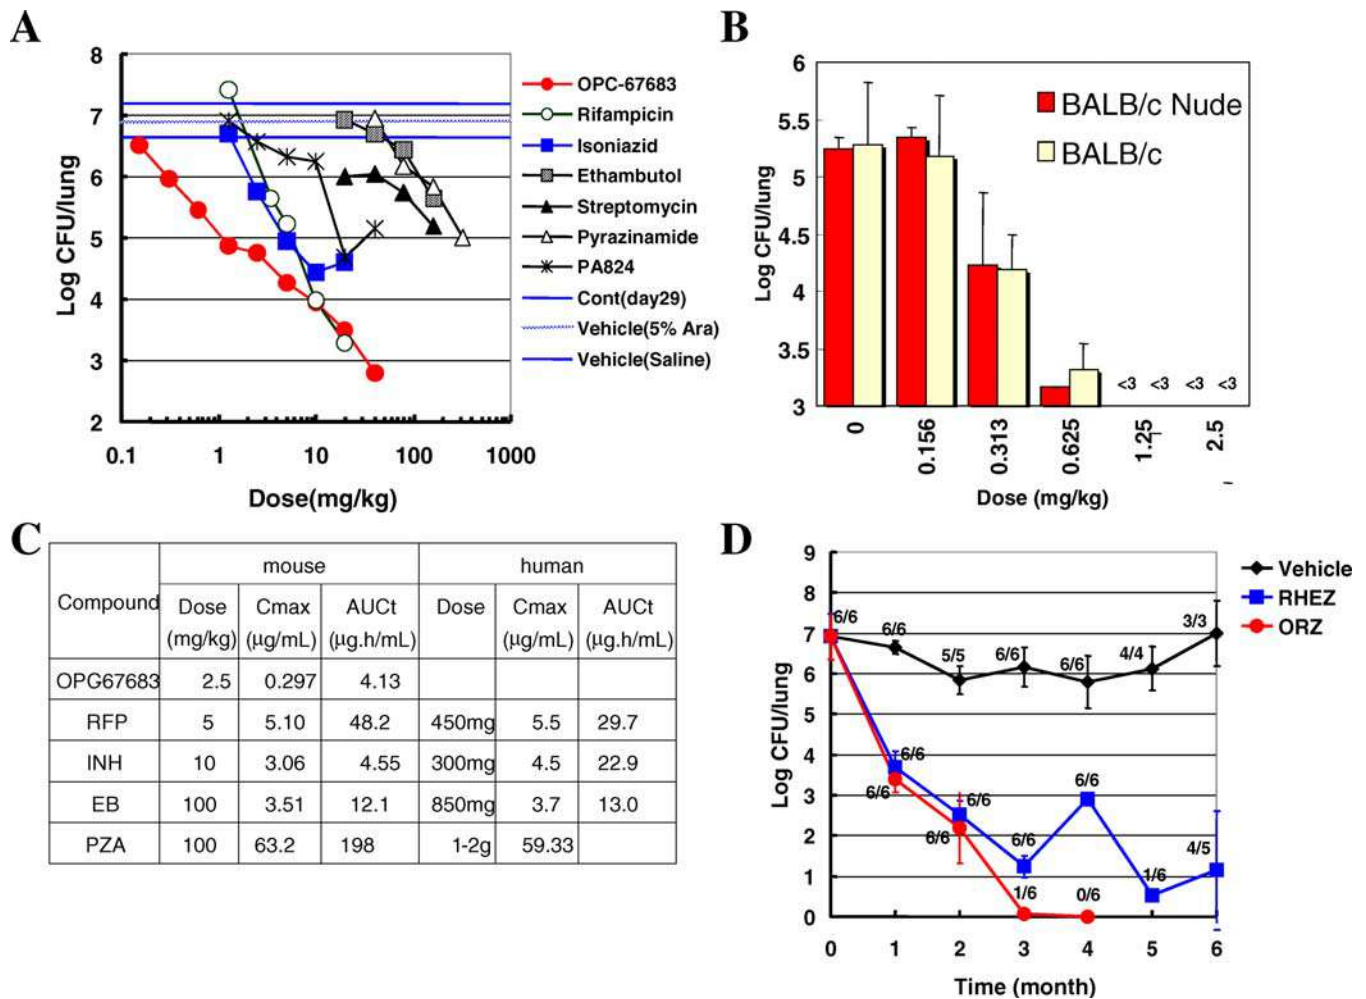 A
8
7
6
5
4
3
2
0.1
1
10
100
1000
Log CFU/lung
Dose(mg/kg)
OPC-67683
Rifampicin
Isoniazid
Ethambutol
Streptomycin
Pyrazinamide
PA824
Cont(day29)
Vehicle(5% Ara)
Vehicle(Saline)
B
6
5.5
5
4.5
4
3.5
3
Log CFU/lung
BALB/c Nude
BALB/c
<3 <3 <3 <3
0
0.156
0.313
0.625
1.25
2.5
Dose (mg/kg)
C
mouse human
Compound Dose Cmax AUCt Dose Cmax AUCt
(mg/kg) (µg/mL) (µg.h/mL) (µg/mL) (µg.h/mL)
OPG67683 2.5 0.297 4.13
RFP 5 5.10 48.2 450mg 5.5 29.7
INH 10 3.06 4.55 300mg 4.5 22.9
EB 100 3.51 12.1 850mg 3.7 13.0
PZA 100 63.2 198 1-2g 59.33
D
9
8
7
6
5
4
3
2
1
0
Log CFU/lung
6/6
6/6
5/5
6/6
6/6
4/4
3/3
6/6
6/6
6/6
6/6
1/6
4/5
6/6
6/6
1/6
0/6
0
1
2
3
4
5
6
Time (month)
Vehicle
RHEZ
ORZ